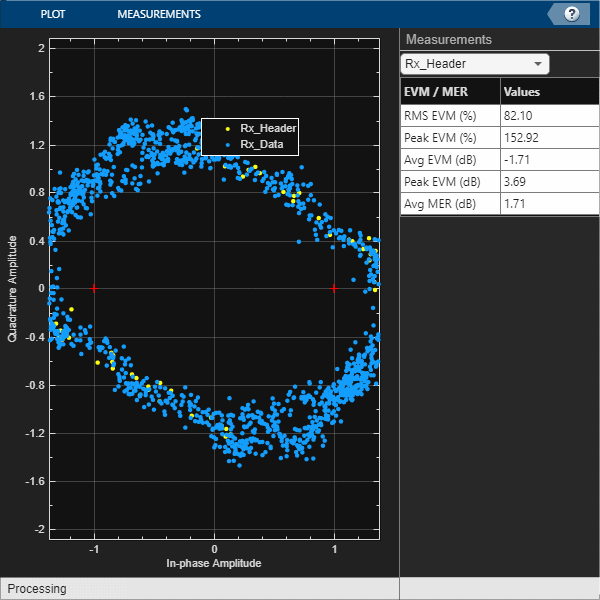 PLOT MEASUREMENTS ?
Measurements
Rx_Header
EVM / MER Values
RMS EVM (%) 82.10
Peak EVM (%) 152.92
Avg EVM (dB) -1.71
Peak EVM (dB) 3.69
Avg MER (dB) 1.71
Quadrature Amplitude
2
1.6
1.2
0.8
0.4
0
-0.4
-0.8
-1.2
-1.6
-2
Rx_Header
Rx_Data
-1 0 1
In-phase Amplitude
Processing